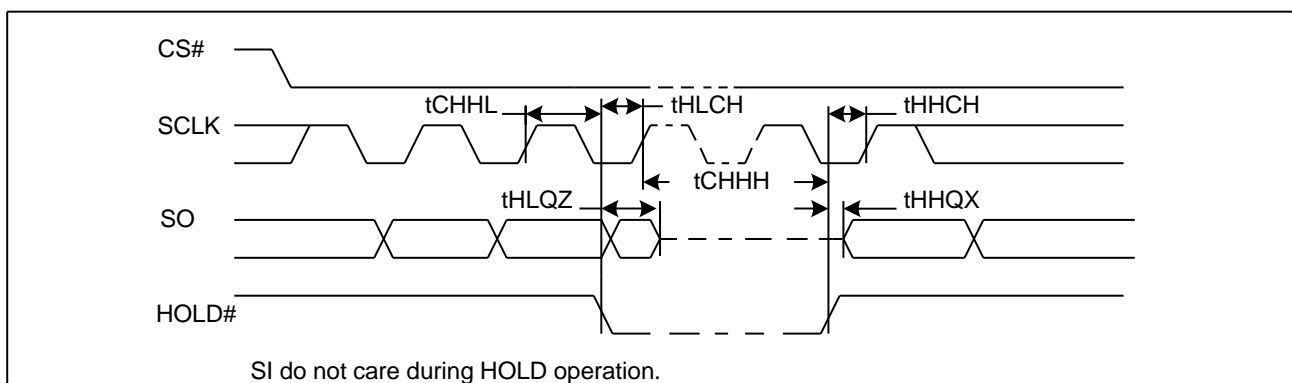 CS#
tCHHL
tHLCH
tHHCH
SCLK
tCHHH
tHLQZ
tHHQX
SO
HOLD#
SI do not care during HOLD operation.